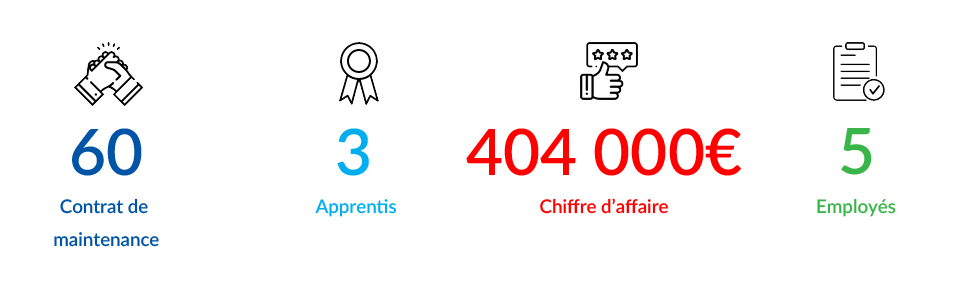 60
Contrat de
maintenance
3
Apprentis
404 000€
Chiffre d'affaire
5
Employés